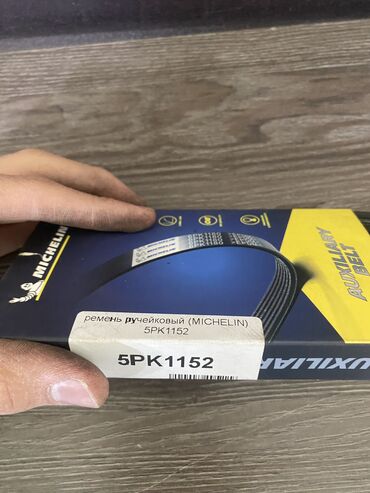 MICHELIN
AUXILIARY
BELT
ремень ручейковый (MICHELIN)
5PK1152
5PK1152